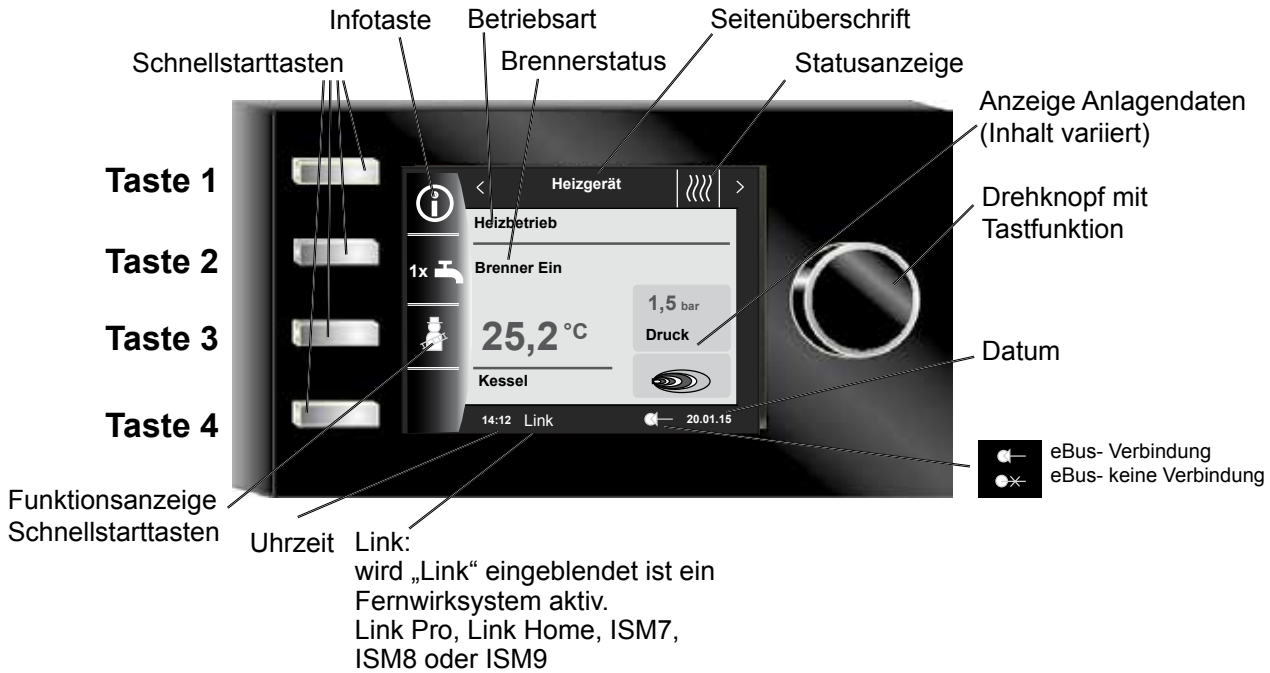 Infotaste
Betriebsart
Seitenüberschrift
Schnellstarttasten
Brennerstatus
Statusanzeige
Anzeige Anlagendaten
(Inhalt variiert)
Taste 1
Heizgerät
Drehknopf mit
Tastfunktion
Heizbetrieb
Taste 2
1x
Brenner Ein
1,5 bar
Taste 3
25,2 °C
Druck
Datum
Kessel
Taste 4
14:12 Link
20.01.15
eBus- Verbindung
eBus- keine Verbindung
Funktionsanzeige
Schnellstarttasten
Uhrzeit
Link:
wird „Link“ eingeblendet ist ein
Fernwirksystem aktiv.
Link Pro, Link Home, ISM7,
ISM8 oder ISM9